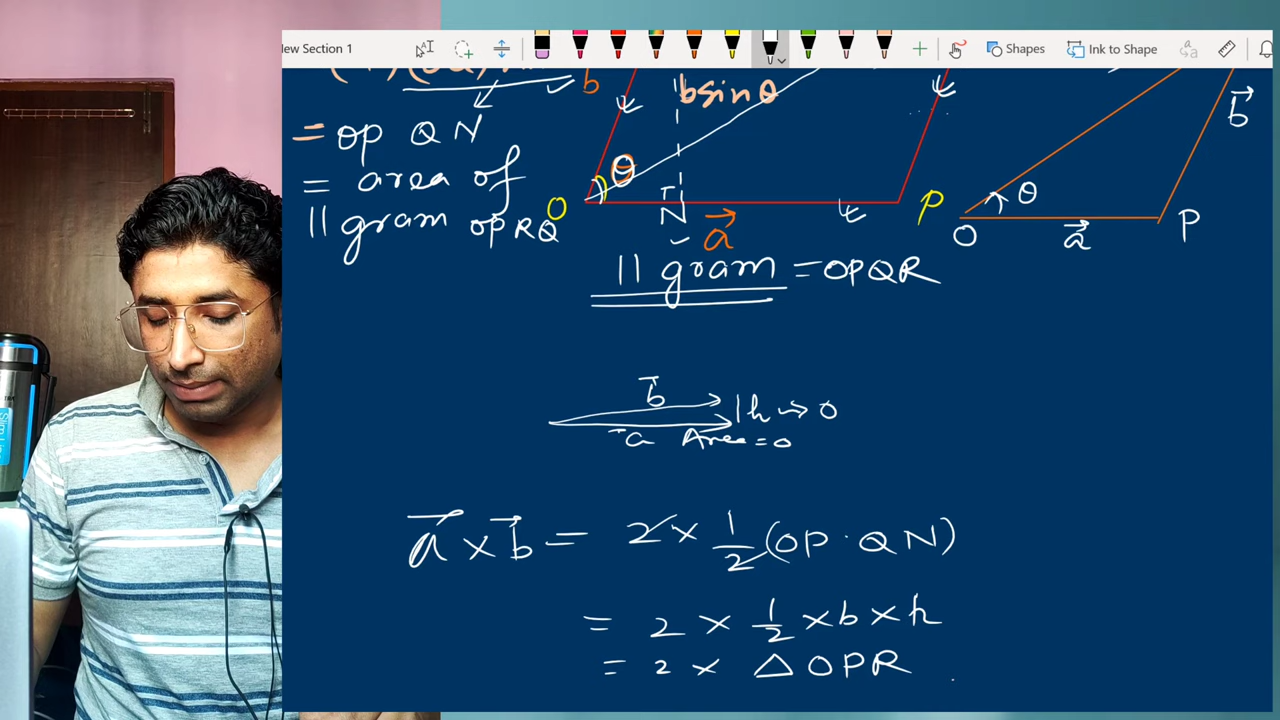 New Section 1
Shapes
Ink to Shape
b
b sin θ
= OP QN
= area of
|| gram OPRQ
θ
O
N
a⃗
P
b⃗
θ
O
a⃗
P
|| gram = OPQR
b⃗
h → 0
a⃗ Area = 0
a⃗ × b⃗ = 2 × 1/2 (OP · QN)
= 2 × 1/2 × b × h
= 2 × △ OPR